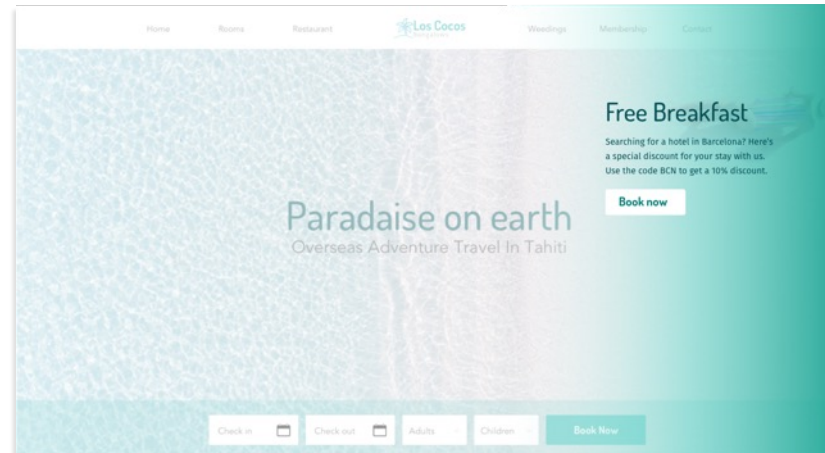 Home Rooms Restaurant Los Cocos Weedings Membership Contact
Free Breakfast
Searching for a hotel in Barcelona? Here's
a special discount for your stay with us.
Use the code BCN to get a 10% discount.
Book now
Paradaise on earth
Overseas Adventure Travel In Tahiti
Check in Check out Adults Children Book Now